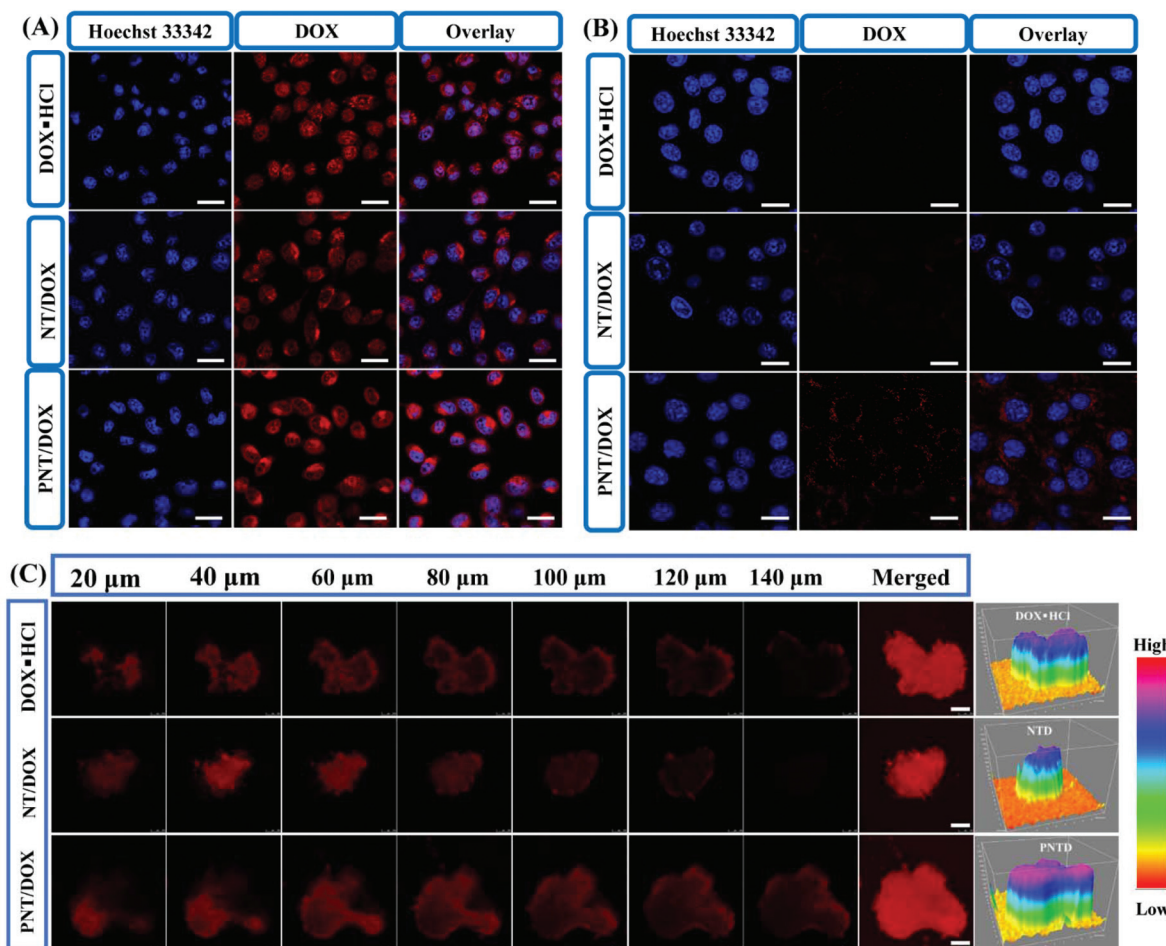 (A)
Hoechst 33342 DOX Overlay
DOX▪HCl
NT/DOX
PNT/DOX
(B)
Hoechst 33342 DOX Overlay
DOX▪HCl
NT/DOX
PNT/DOX
(C)
20 µm 40 µm 60 µm 80 µm 100 µm 120 µm 140 µm Merged
DOX▪HCl
NT/DOX
PNT/DOX
DOX▪HCl
NTD
PNTD
High
Low